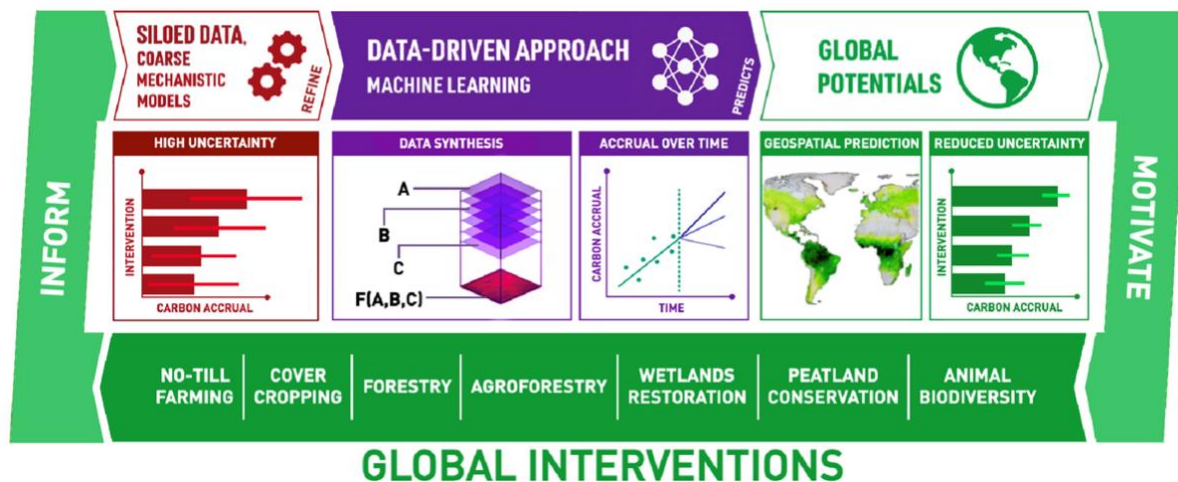 SILOED DATA,
COARSE
MECHANISTIC
MODELS
REFINE
DATA-DRIVEN APPROACH
MACHINE LEARNING
PREDICTS
GLOBAL
POTENTIALS
INFORM
HIGH UNCERTAINTY
INTERVENTION
CARBON ACCRUAL
DATA SYNTHESIS
A
B
C
F(A,B,C)
ACCRUAL OVER TIME
CARBON ACCRUAL
TIME
GEOSPATIAL PREDICTION
REDUCED UNCERTAINTY
INTERVENTION
CARBON ACCRUAL
MOTIVATE
NO-TILL
FARMING
COVER
CROPPING
FORESTRY
AGROFORESTRY
WETLANDS
RESTORATION
PEATLAND
CONSERVATION
ANIMAL
BIODIVERSITY
GLOBAL INTERVENTIONS